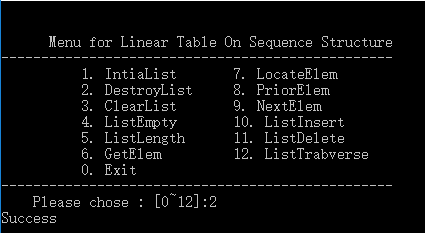 Menu for Linear Table On Sequence Structure
-------------------------------------------------
1. IntiaList 7. LocateElem
2. DestroyList 8. PriorElem
3. ClearList 9. NextElem
4. ListEmpty 10. ListInsert
5. ListLength 11. ListDelete
6. GetElem 12. ListTrabverse
0. Exit
-------------------------------------------------
Please chose : [0~12]:2
Success